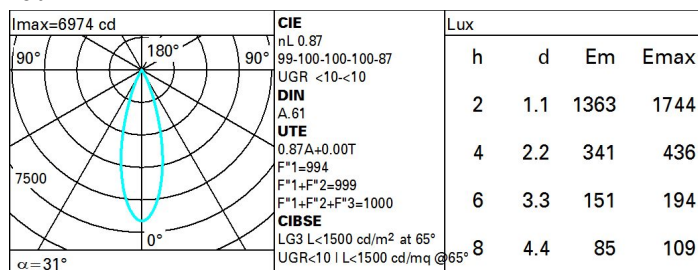 Imax=6974 cd
90°
180°
90°
7500
0°
α=31°
CIE
nL 0.87
99-100-100-100-87
UGR <10-<10
DIN
A.61
UTE
0.87A+0.00T
F"1=994
F"1+F"2=999
F"1+F"2+F"3=1000
CIBSE
LG3 L<1500 cd/m² at 65°
UGR<10 | L<1500 cd/mq @65°
Lux
h d Em Emax
2 1.1 1363 1744
4 2.2 341 436
6 3.3 151 194
8 4.4 85 109